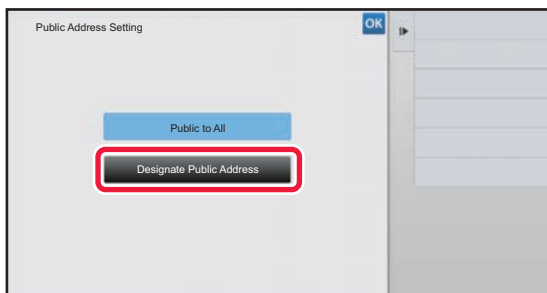 Public Address Setting
OK
Public to All
Designate Public Address